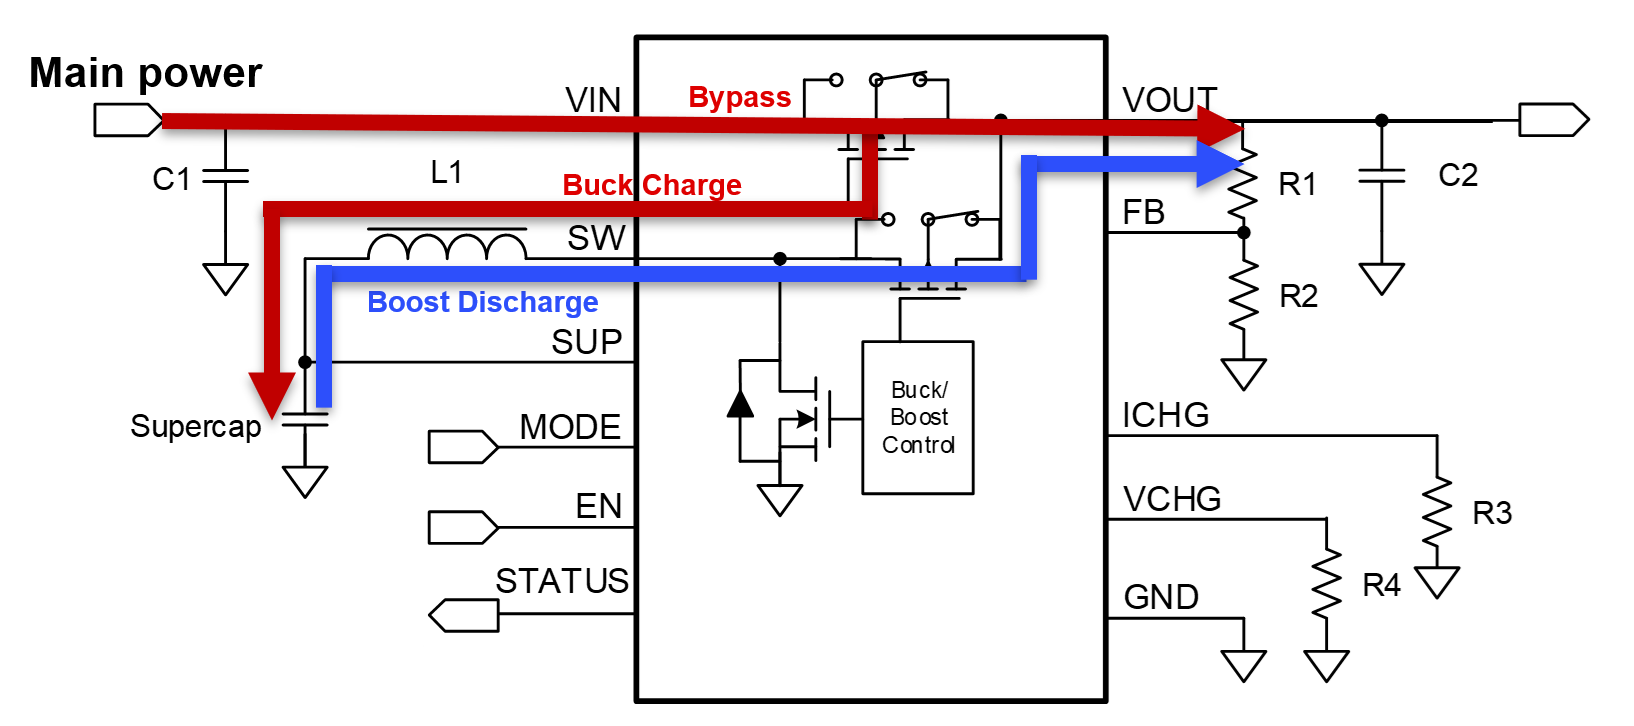 Main power
VIN
Bypass
VOUT
C1
L1
Buck Charge
R1
C2
FB
SW
Boost Discharge
R2
SUP
Supercap
Buck/
Boost
Control
MODE
ICHG
EN
VCHG
R3
STATUS
GND
R4